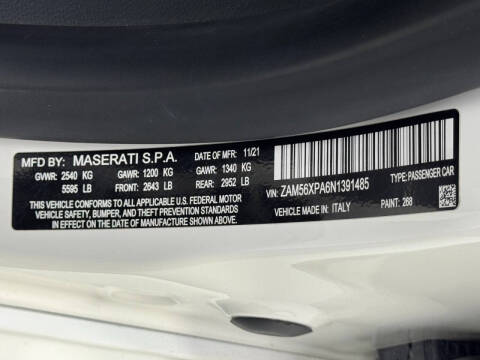 MFD BY: MASERATI S.P.A. DATE OF MFR: 11/21
GVWR: 2540 KG GAWR: 1200 KG GAWR: 1340 KG
5595 LB FRONT: 2643 LB REAR: 2952 LB
THIS VEHICLE CONFORMS TO ALL APPLICABLE U.S. FEDERAL MOTOR
VEHICLE SAFETY, BUMPER, AND THEFT PREVENTION STANDARDS
IN EFFECT ON THE DATE OF MANUFACTURE SHOWN ABOVE.
VIN: ZAM56XPA6N1391485 TYPE: PASSENGER CAR
MADE IN: ITALY PAINT: 268